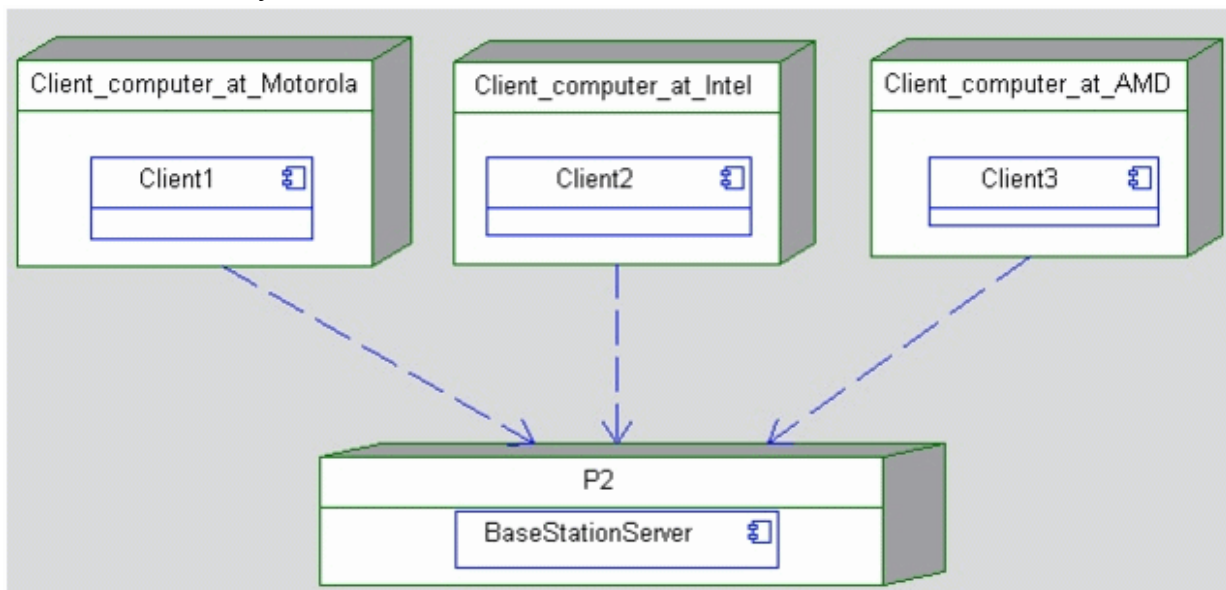 Client_computer_at_Motorola
Client_computer_at_Intel
Client_computer_at_AMD
Client1
Client2
Client3
P2
BaseStationServer